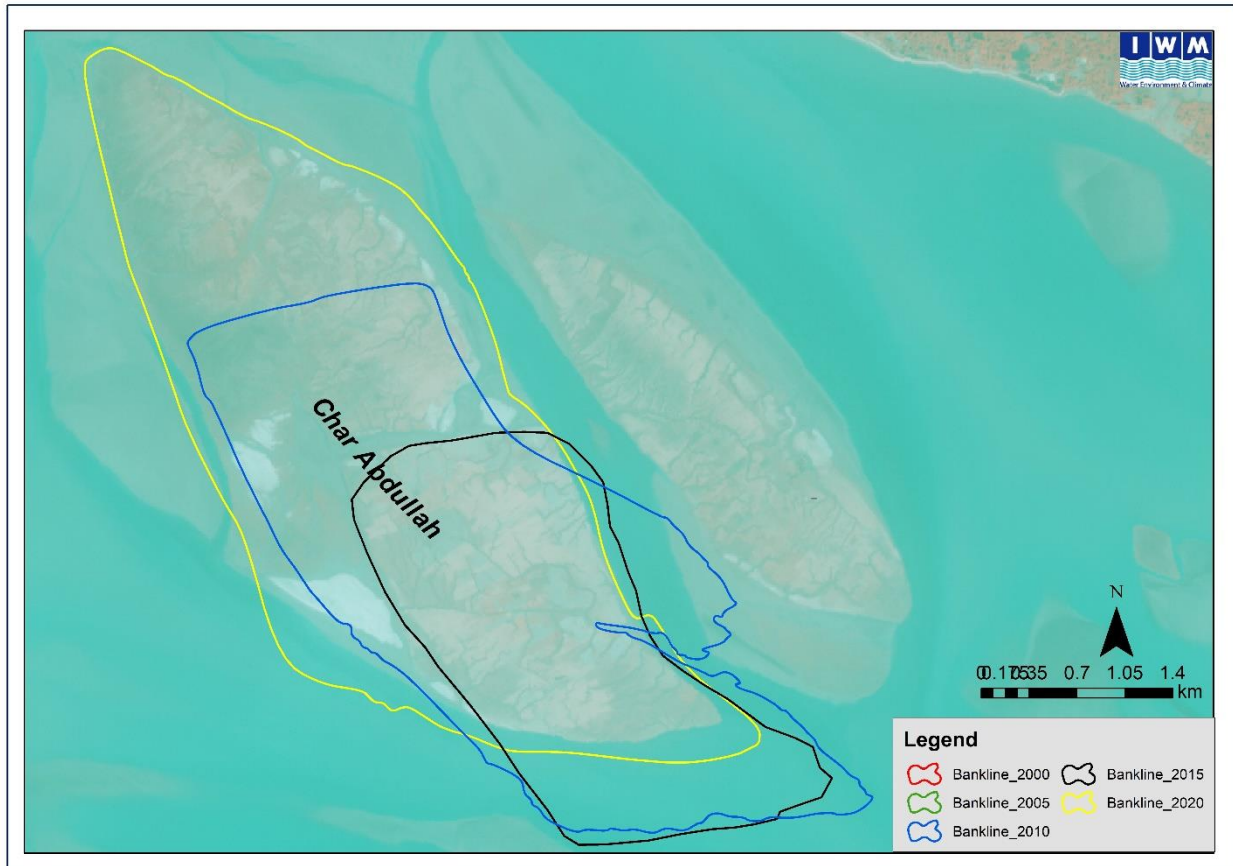 I W M
Water Environment & Climate
Char Abdullah
N
0 0.175 0.35 0.7 1.05 1.4
km
Legend
Bankline_2000
Bankline_2015
Bankline_2005
Bankline_2020
Bankline_2010